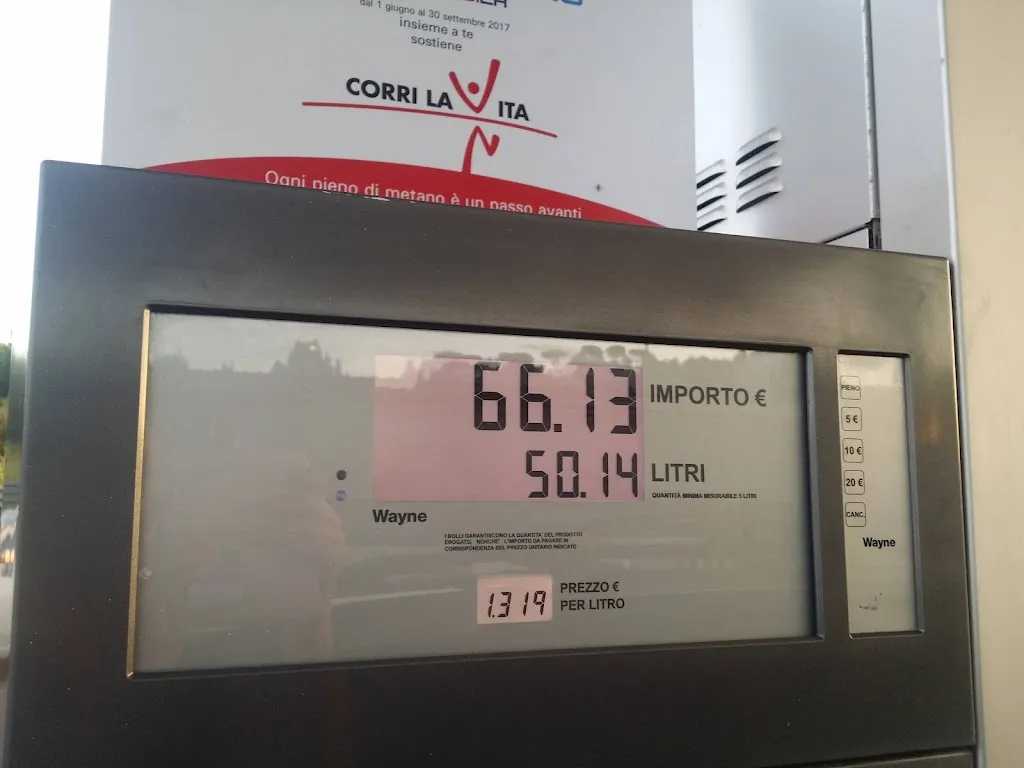 dal 1 giugno al 30 settembre 2017
insieme a te
sostiene
CORRI LA VITA
Ogni pieno di metano è un passo avanti
66.13 IMPORTO €
50.14 LITRI
QUANTITÀ MINIMA MISURABILE 5 LITRI
Wayne
I BOLLI GARANTISCONO LA QUANTITA' DEL PRODOTTO
EROGATO, NONCHE' L'IMPORTO DA PAGARE IN
CORRISPONDENZA DEL PREZZO UNITARIO INDICATO
1.319 PREZZO €
PER LITRO
PIENO
5 €
10 €
20 €
CANC.
Wayne